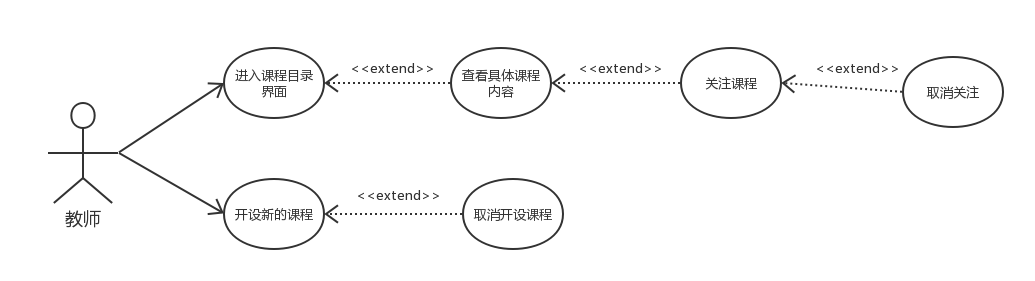 <<extend>>
<<extend>>
<<extend>>
进入课程目录
界面
查看具体课程
内容
关注课程
取消关注
<<extend>>
教师
开设新的课程
取消开设课程